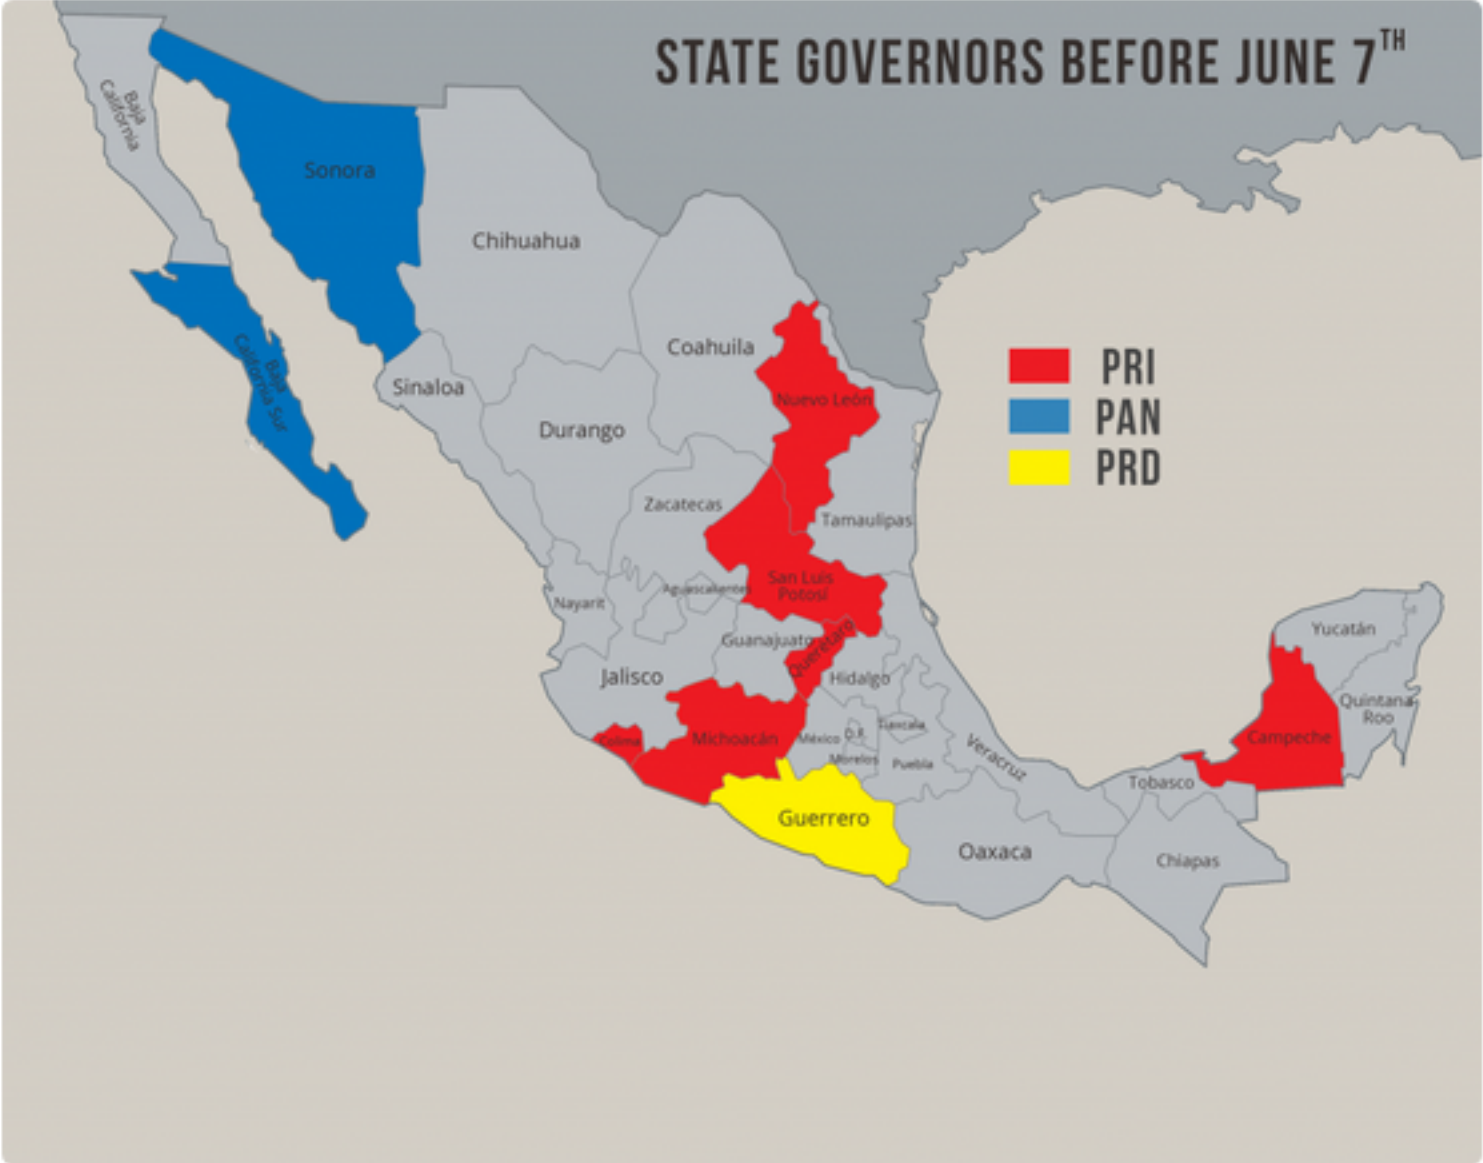 STATE GOVERNORS BEFORE JUNE 7TH
Baja
California
Sonora
Chihuahua
Coahuila
PRI
PAN
PRD
Baja
California Sur
Sinaloa
Nuevo León
Durango
Zacatecas
Tamaulipas
San Luis
Potosí
Aguascalientes
Nayarit
Guanajuato
Querétaro
Yucatán
Jalisco
Hidalgo
Quintana
Roo
Colima
Michoacán
México
D.F.
Tlaxcala
Campeche
Morelos
Puebla
Veracruz
Tobasco
Guerrero
Oaxaca
Chiapas